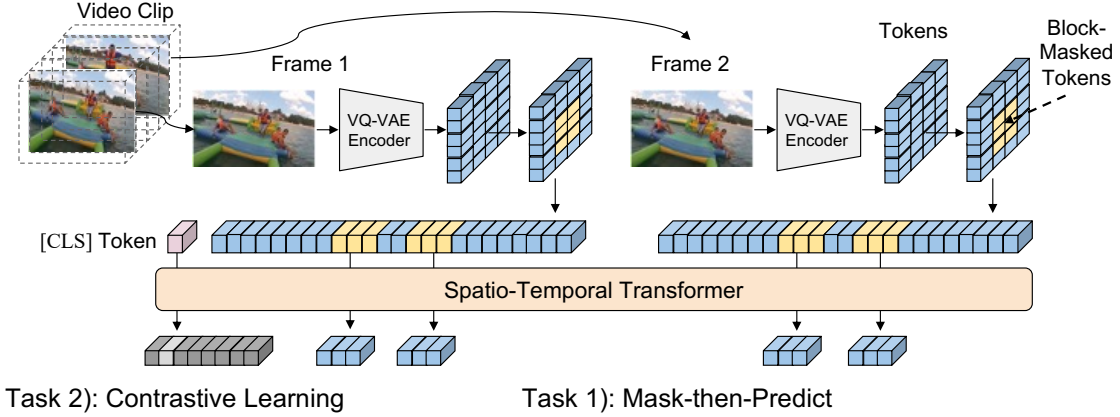 Video Clip
Frame 1
VQ-VAE
Encoder
Frame 2
VQ-VAE
Encoder
Tokens
Block-
Masked
Tokens
[CLS] Token
Spatio-Temporal Transformer
Task 2): Contrastive Learning
Task 1): Mask-then-Predict